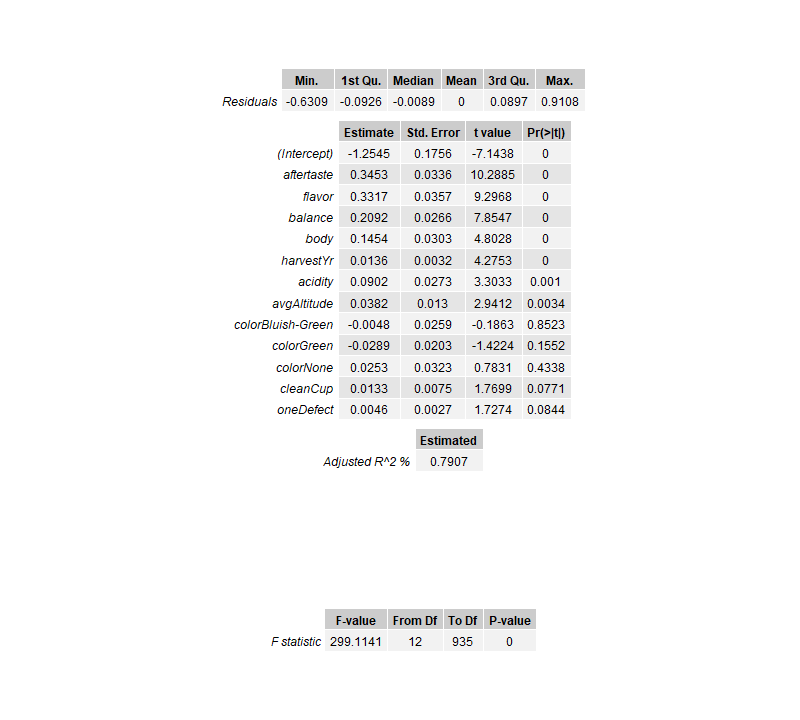 Min. 1st Qu. Median Mean 3rd Qu. Max.
Residuals -0.6309 -0.0926 -0.0089 0 0.0897 0.9108
Estimate Std. Error t value Pr(>|t|)
(Intercept) -1.2545 0.1756 -7.1438 0
aftertaste 0.3453 0.0336 10.2885 0
flavor 0.3317 0.0357 9.2968 0
balance 0.2092 0.0266 7.8547 0
body 0.1454 0.0303 4.8028 0
harvestYr 0.0136 0.0032 4.2753 0
acidity 0.0902 0.0273 3.3033 0.001
avgAltitude 0.0382 0.013 2.9412 0.0034
colorBluish-Green -0.0048 0.0259 -0.1863 0.8523
colorGreen -0.0289 0.0203 -1.4224 0.1552
colorNone 0.0253 0.0323 0.7831 0.4338
cleanCup 0.0133 0.0075 1.7699 0.0771
oneDefect 0.0046 0.0027 1.7274 0.0844
Estimated
Adjusted R^2 % 0.7907
F-value From Df To Df P-value
F statistic 299.1141 12 935 0